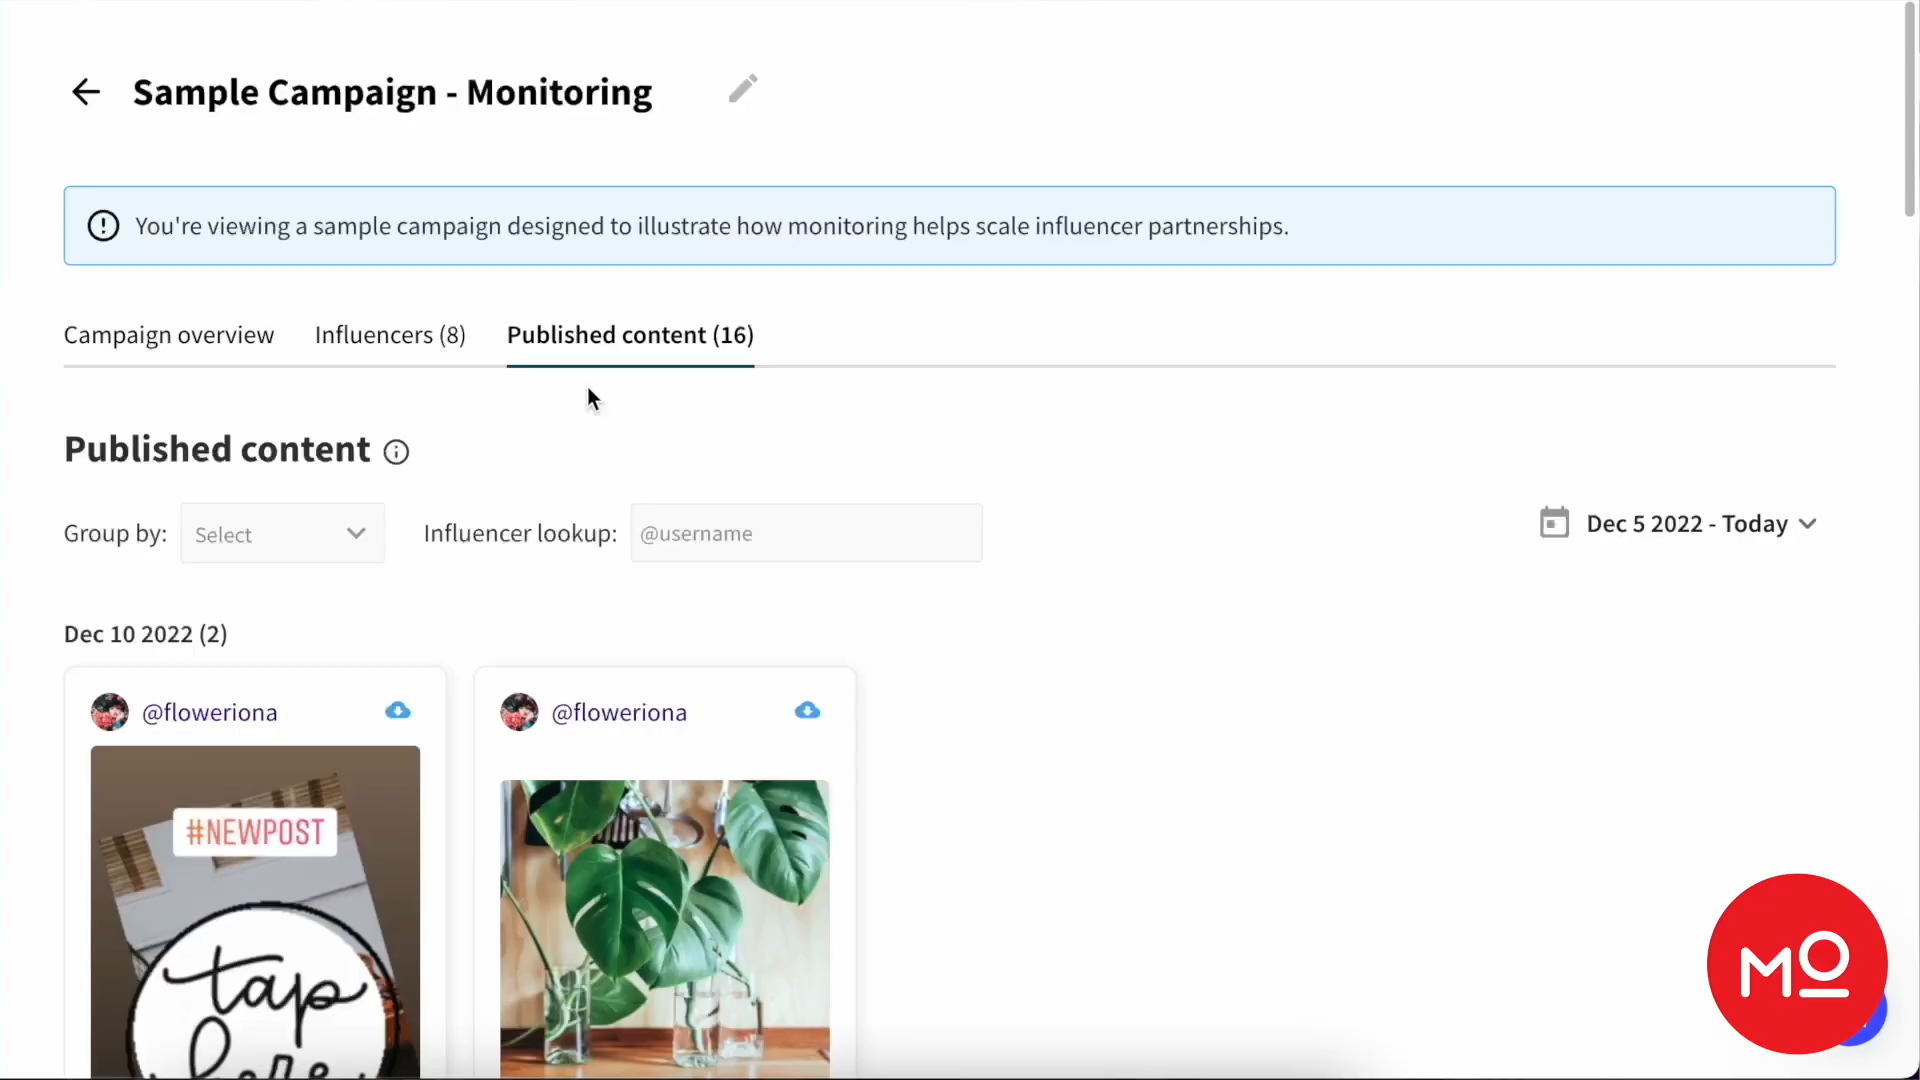 Sample Campaign - Monitoring
You're viewing a sample campaign designed to illustrate how monitoring helps scale influencer partnerships.
Campaign overview
Influencers (8)
Published content (16)
Published content
Group by:
Select
Influencer lookup:
@username
Dec 5 2022 - Today
Dec 10 2022 (2)
@floweriona
@floweriona
#NEWPOST
tap
here
MO